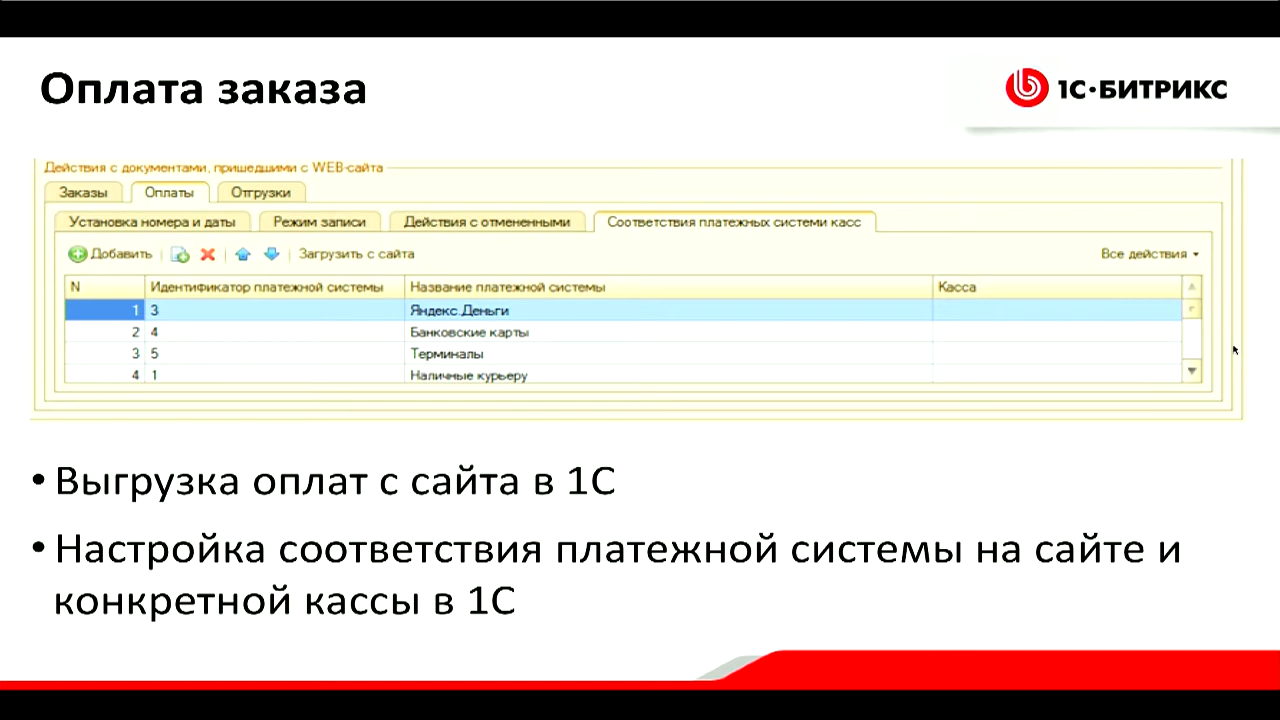 Оплата заказа
1С•БИТРИКС
Действия с документами, пришедшими с WEB-сайта
Заказы Оплаты Отгрузки
Установка номера и даты Режим записи Действия с отмененными Соответствия платежных системи касс
Добавить Загрузить с сайта Все действия
N Идентификатор платежной системы Название платежной системы Касса
1 3 Яндекс.Деньги
2 4 Банковские карты
3 5 Терминалы
4 1 Наличные курьеру
• Выгрузка оплат с сайта в 1С
• Настройка соответствия платежной системы на сайте и
конкретной кассы в 1С